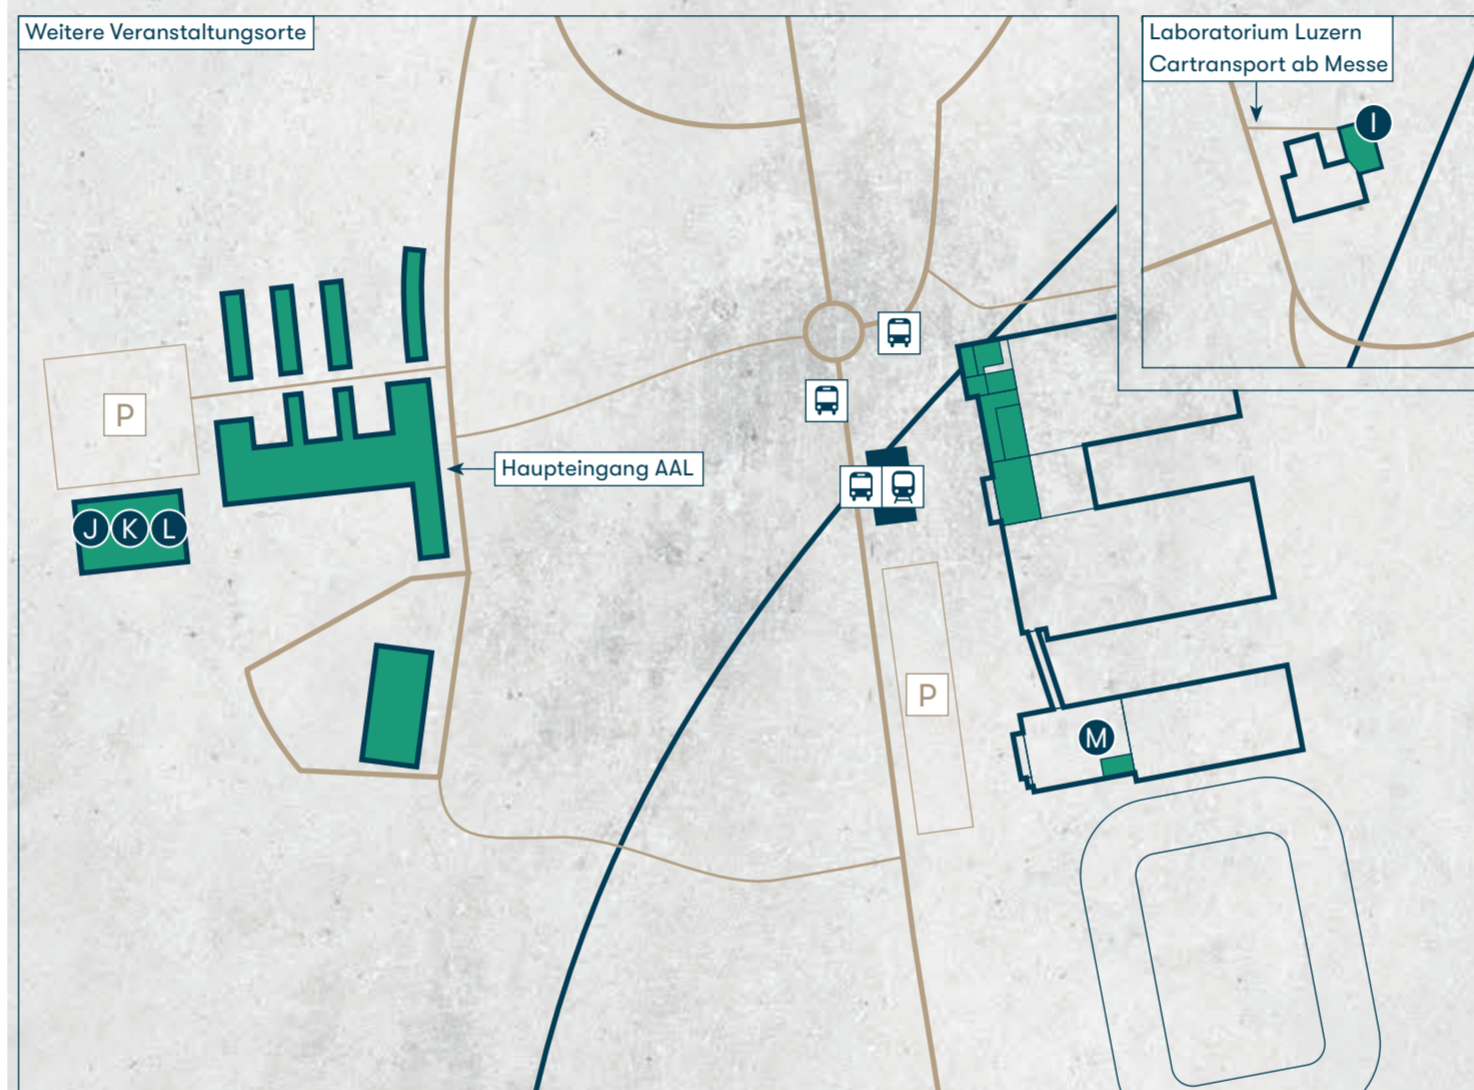 Weitere Veranstaltungsorte
Laboratorium Luzern
Cartransport ab Messe
I
P
Haupteingang AAL
J K L
P
M